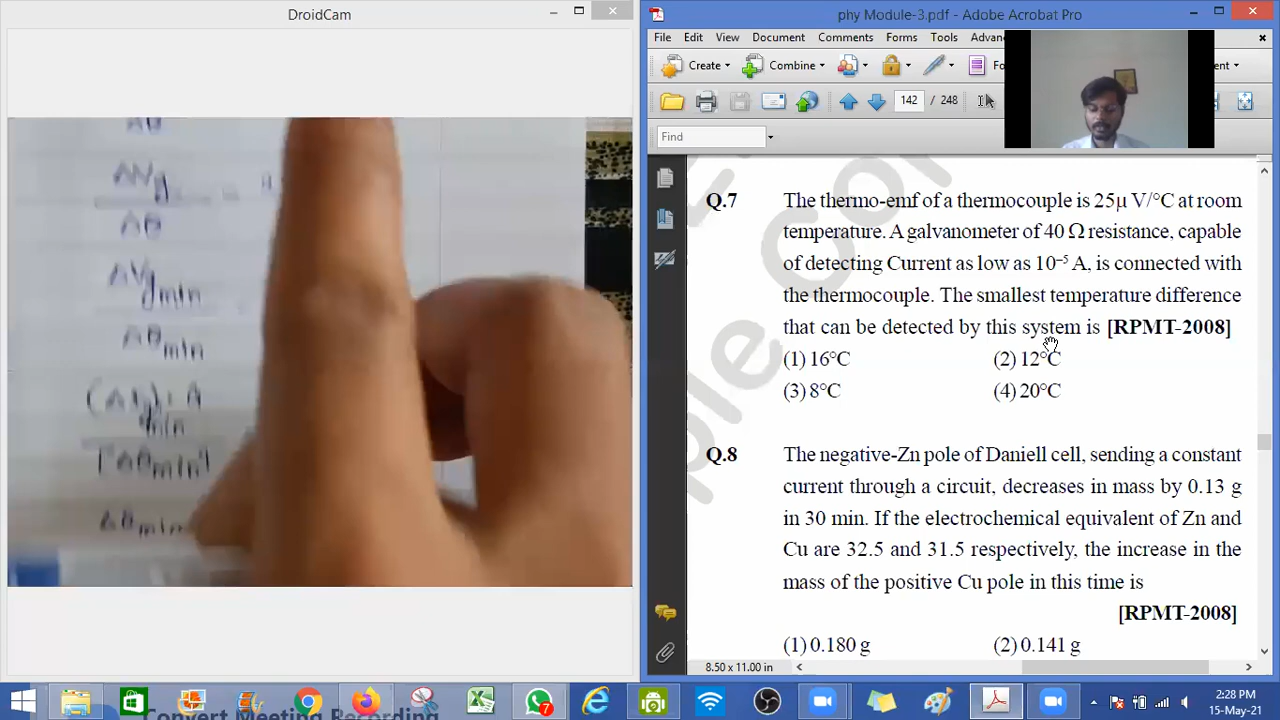 DroidCam
phy Module-3.pdf - Adobe Acrobat Pro
File Edit View Document Comments Forms Tools
Create Combine
142 / 248
Find
Q.7 The thermo-emf of a thermocouple is 25μ V/°C at room
temperature. A galvanometer of 40 Ω resistance, capable
of detecting Current as low as 10⁻⁵ A, is connected with
the thermocouple. The smallest temperature difference
that can be detected by this system is [RPMT-2008]
(1) 16°C (2) 12°C
(3) 8°C (4) 20°C
Q.8 The negative-Zn pole of Daniell cell, sending a constant
current through a circuit, decreases in mass by 0.13 g
in 30 min. If the electrochemical equivalent of Zn and
Cu are 32.5 and 31.5 respectively, the increase in the
mass of the positive Cu pole in this time is
[RPMT-2008]
(1) 0.180 g (2) 0.141 g
8.50 x 11.00 in
7
2:28 PM
15-May-21
Convert Meeting Recording